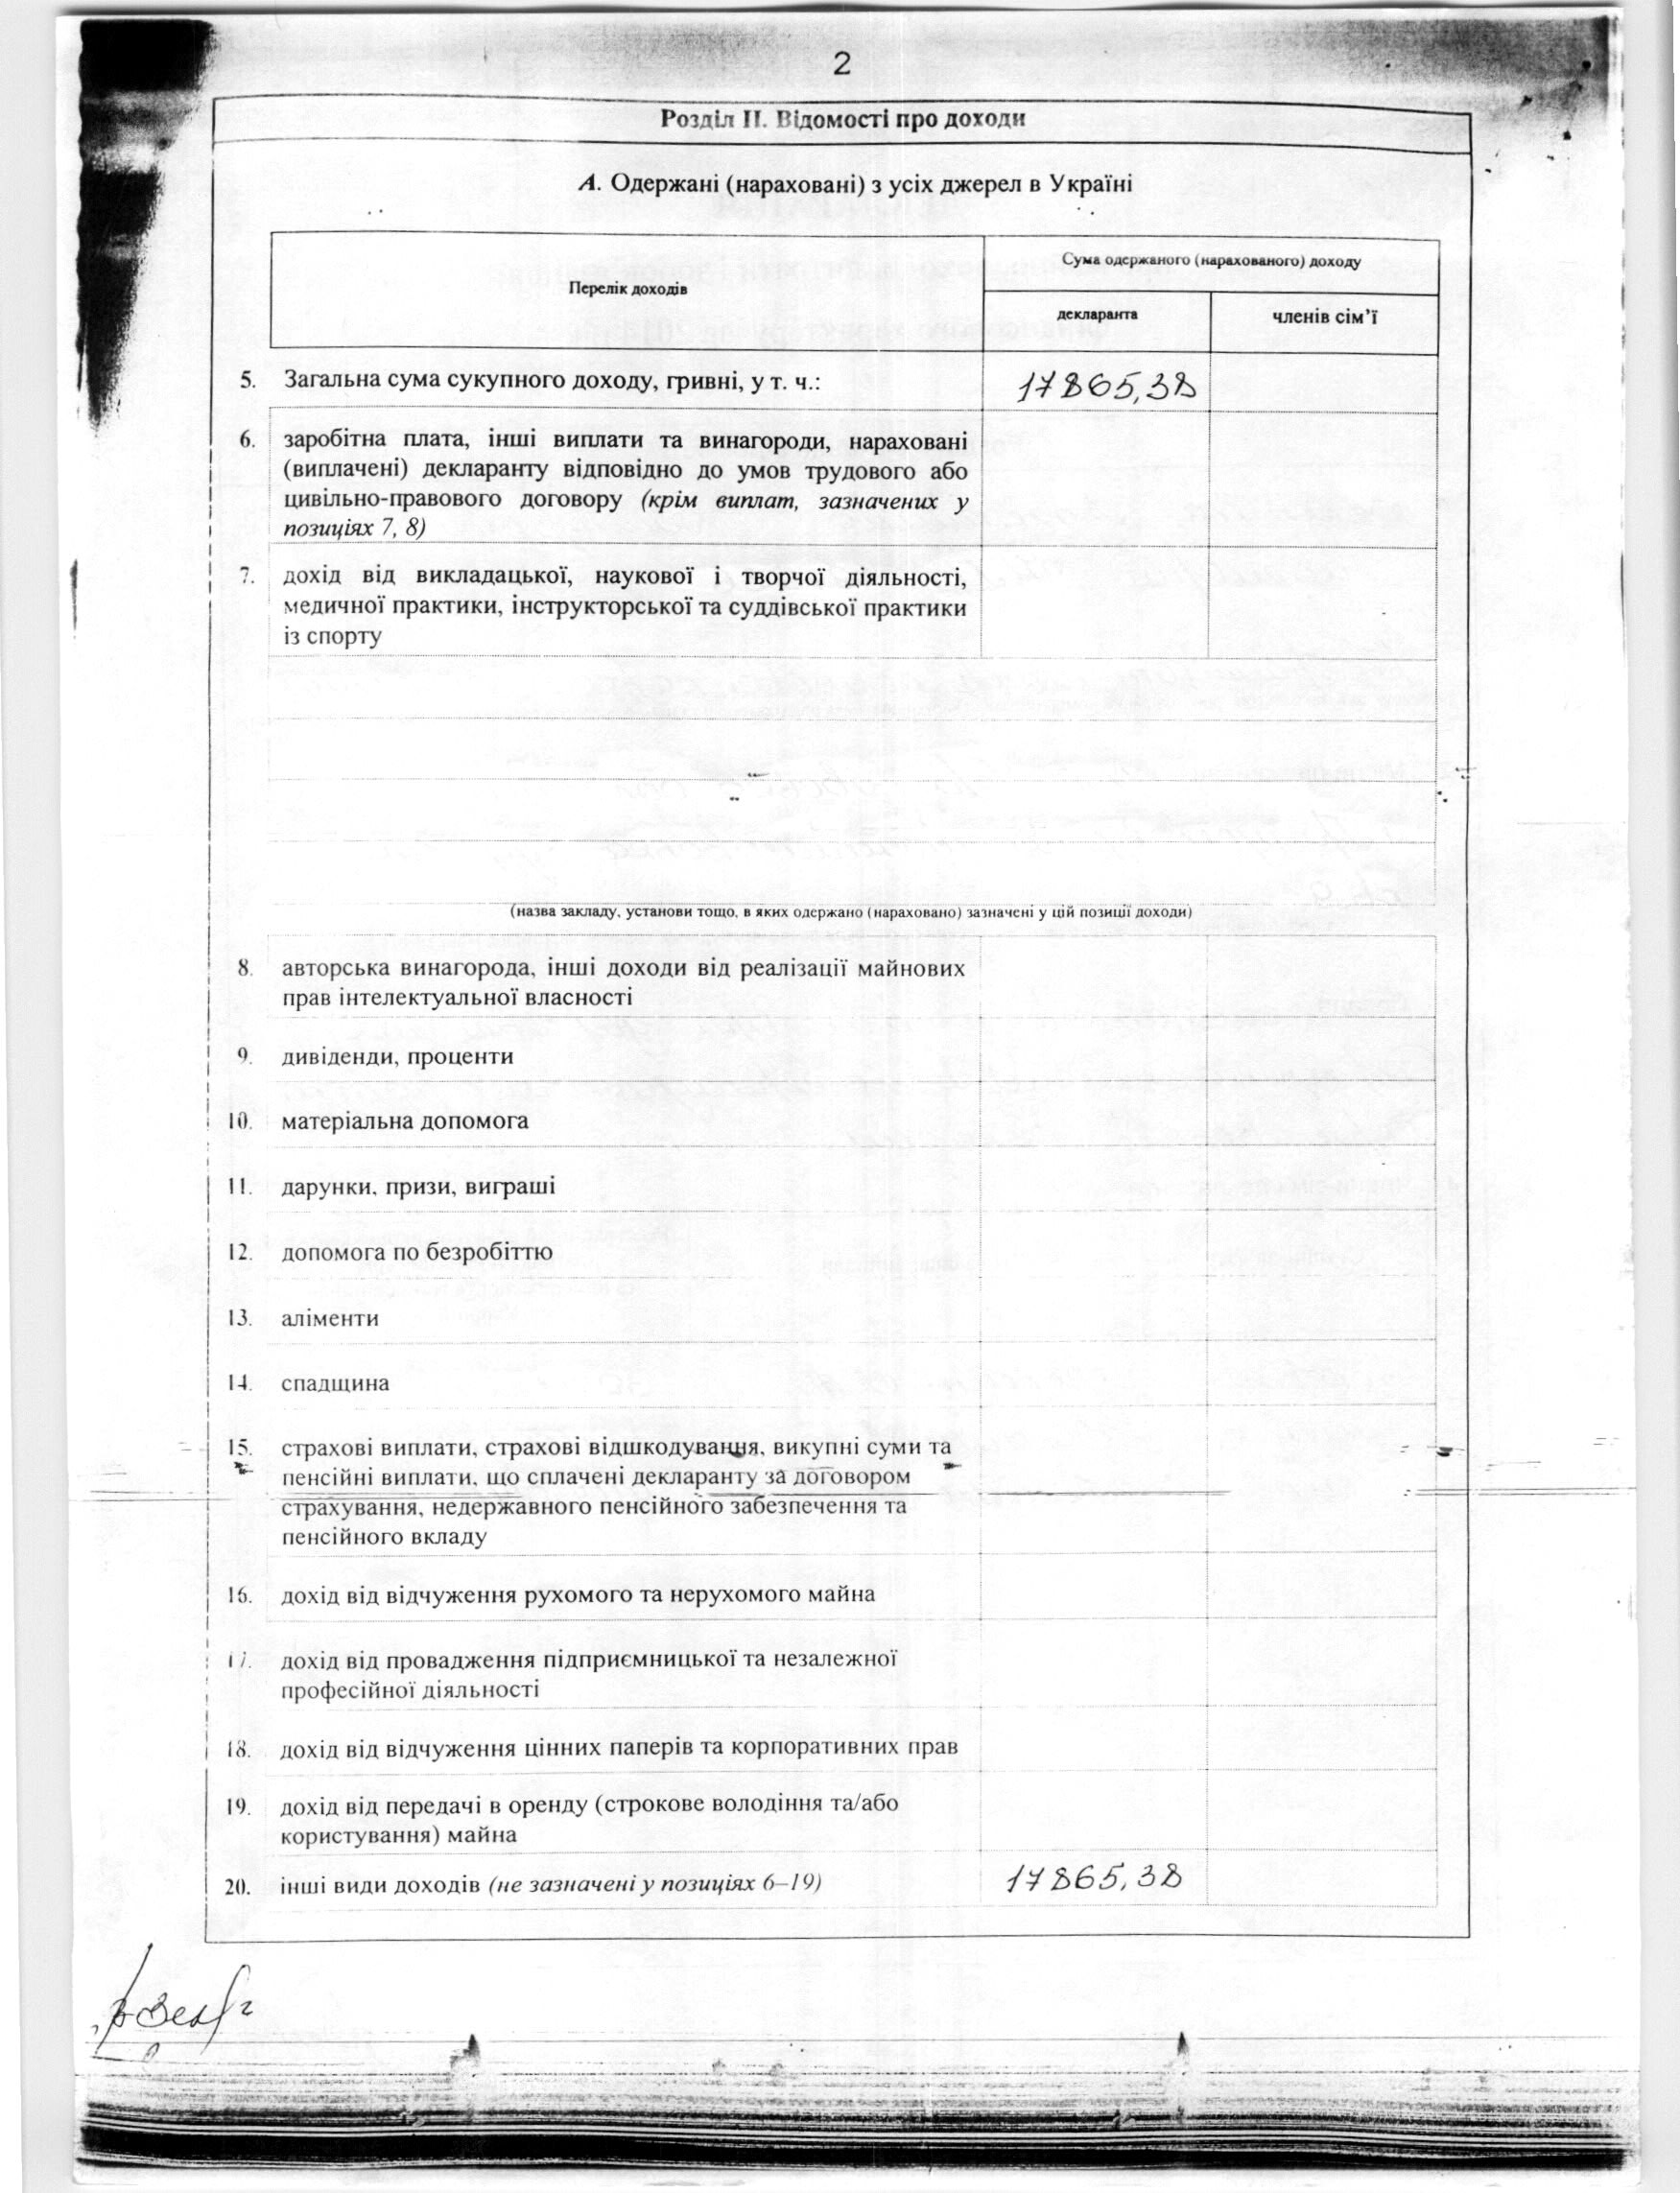 2
Розділ II. Відомості про доходи
А. Одержані (нараховані) з усіх джерел в Україні
Перелік доходів
Сума одержаного (нарахованого) доходу
декларанта
членів сім’ї
5. Загальна сума сукупного доходу, гривні, у т. ч.: 17865,38
6. заробітна плата, інші виплати та винагороди, нараховані
(виплачені) декларанту відповідно до умов трудового або
цивільно-правового договору (крім виплат, зазначених у
позиціях 7, 8)
7. дохід від викладацької, наукової і творчої діяльності,
медичної практики, інструкторської та суддівської практики
із спорту
(назва закладу, установи тощо, в яких одержано (нараховано) зазначені у цій позиції доходи)
8. авторська винагорода, інші доходи від реалізації майнових
прав інтелектуальної власності
9. дивіденди, проценти
10. матеріальна допомога
11. дарунки, призи, виграші
12. допомога по безробіттю
13. аліменти
14. спадщина
15. страхові виплати, страхові відшкодування, викупні суми та
пенсійні виплати, що сплачені декларанту за договором
страхування, недержавного пенсійного забезпечення та
пенсійного вкладу
16. дохід від відчуження рухомого та нерухомого майна
17. дохід від провадження підприємницької та незалежної
професійної діяльності
18. дохід від відчуження цінних паперів та корпоративних прав
19. дохід від передачі в оренду (строкове володіння та/або
користування) майна
20. інші види доходів (не зазначені у позиціях 6–19) 17865,38